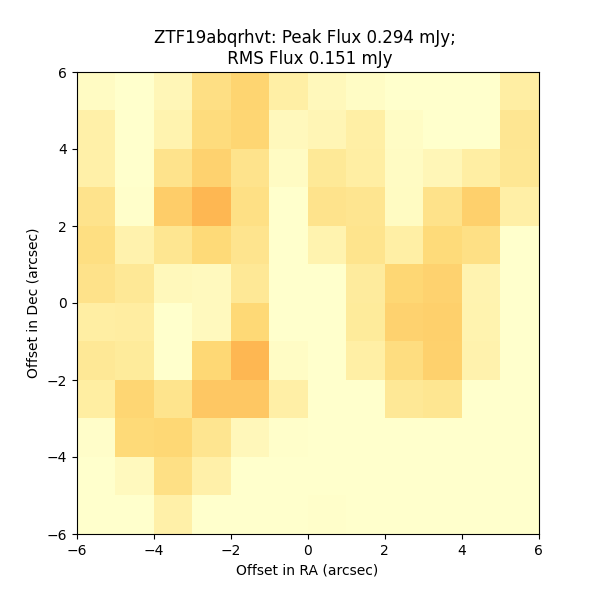 ZTF19abqrhvt: Peak Flux 0.294 mJy;
RMS Flux 0.151 mJy
6
4
2
0
−2
−4
−6
Offset in Dec (arcsec)
−6 −4 −2 0 2 4 6
Offset in RA (arcsec)